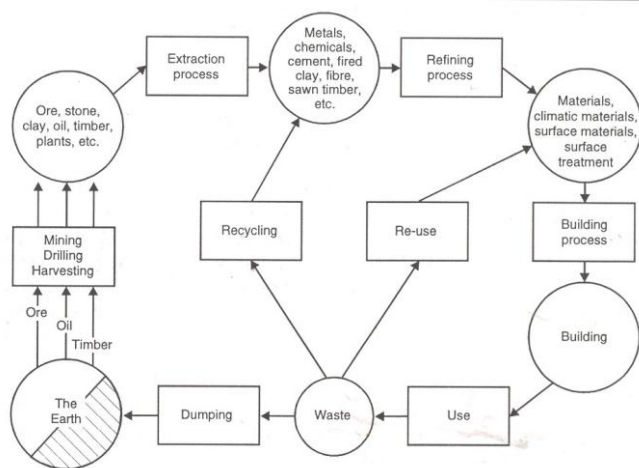 Ore, stone,
clay, oil, timber,
plants, etc.
Extraction
process
Metals,
chemicals,
cement, fired
clay, fibre,
sawn timber,
etc.
Refining
process
Materials,
climatic materials,
surface materials,
surface
treatment
Mining
Drilling
Harvesting
Recycling
Re-use
Building
process
Ore
Oil
Timber
Building
The
Earth
Dumping
Waste
Use